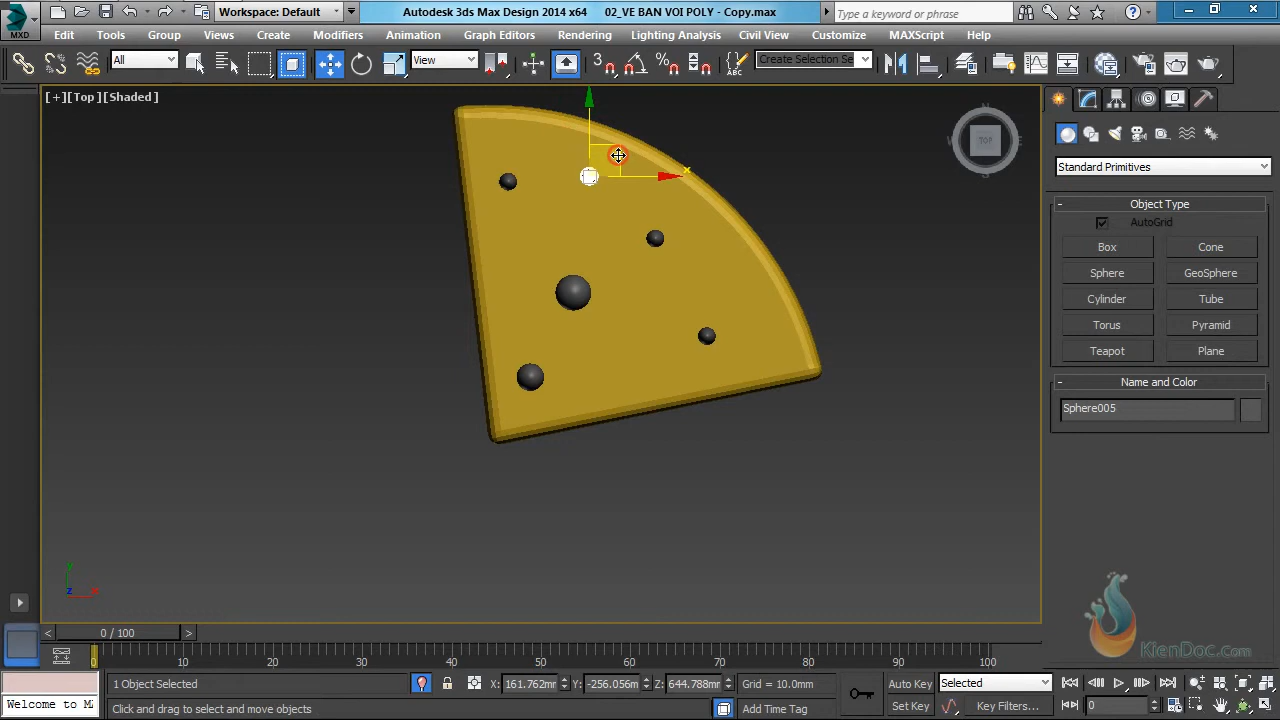 MXD
Workspace: Default
Autodesk 3ds Max Design 2014 x64 02_VE BAN VOI POLY - Copy.max
Type a keyword or phrase
Edit Tools Group Views Create Modifiers Animation Graph Editors Rendering Lighting Analysis Civil View Customize MAXScript Help
All View Create Selection Se
[+][Top][Shaded]
TOP
Standard Primitives
- Object Type
AutoGrid
Box Cone
Sphere GeoSphere
Cylinder Tube
Torus Pyramid
Teapot Plane
- Name and Color
Sphere005
KienDoc.Com
< 0 / 100 >
0 10 20 30 40 50 60 70 80 90 100
1 Object Selected X: 161.762mm Y: -256.056m Z: 644.788mm Grid = 10.0mm Auto Key Selected
Welcome to M Click and drag to select and move objects Add Time Tag Set Key Key Filters... 0